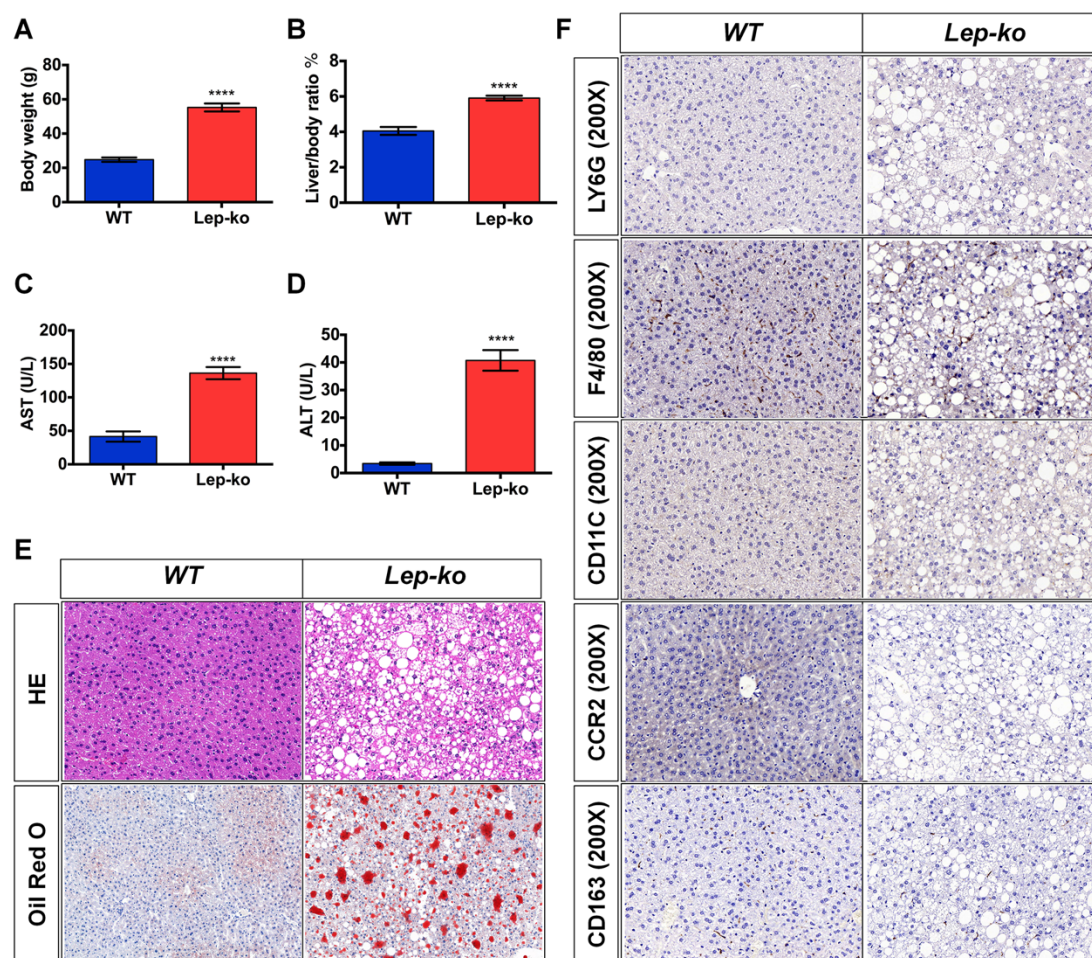 A
Body weight (g)
80
60
40
20
0
****
WT
Lep-ko
B
Liver/body ratio %
8
6
4
2
0
****
WT
Lep-ko
C
AST (U/L)
200
150
100
50
0
****
WT
Lep-ko
D
ALT (U/L)
50
40
30
20
10
0
****
WT
Lep-ko
E
WT
Lep-ko
HE
Oil Red O
F
WT
Lep-ko
LY6G (200X)
F4/80 (200X)
CD11C (200X)
CCR2 (200X)
CD163 (200X)